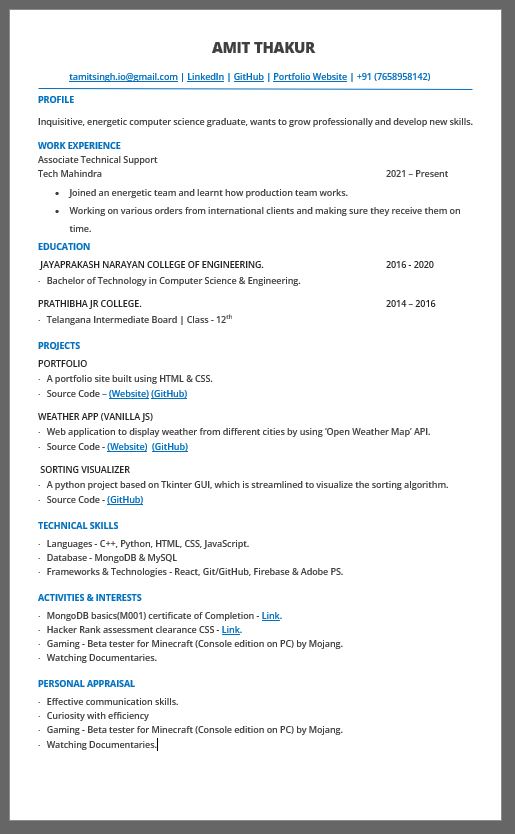 AMIT THAKUR
tamitsingh.io@gmail.com | LinkedIn | GitHub | Portfolio Website | +91 (7658958142)
PROFILE
Inquisitive, energetic computer science graduate, wants to grow professionally and develop new skills.
WORK EXPERIENCE
Associate Technical Support
Tech Mahindra 2021 – Present
• Joined an energetic team and learnt how production team works.
• Working on various orders from international clients and making sure they receive them on
time.
EDUCATION
JAYAPRAKASH NARAYAN COLLEGE OF ENGINEERING. 2016 - 2020
· Bachelor of Technology in Computer Science & Engineering.
PRATHIBHA JR COLLEGE. 2014 – 2016
· Telangana Intermediate Board | Class - 12th
PROJECTS
PORTFOLIO
· A portfolio site built using HTML & CSS.
· Source Code – (Website) (GitHub)
WEATHER APP (VANILLA JS)
· Web application to display weather from different cities by using ‘Open Weather Map’ API.
· Source Code - (Website) (GitHub)
SORTING VISUALIZER
· A python project based on Tkinter GUI, which is streamlined to visualize the sorting algorithm.
· Source Code - (GitHub)
TECHNICAL SKILLS
· Languages - C++, Python, HTML, CSS, JavaScript.
· Database - MongoDB & MySQL
· Frameworks & Technologies - React, Git/GitHub, Firebase & Adobe PS.
ACTIVITIES & INTERESTS
· MongoDB basics(M001) certificate of Completion - Link.
· Hacker Rank assessment clearance CSS - Link.
· Gaming - Beta tester for Minecraft (Console edition on PC) by Mojang.
· Watching Documentaries.
PERSONAL APPRAISAL
· Effective communication skills.
· Curiosity with efficiency
· Gaming - Beta tester for Minecraft (Console edition on PC) by Mojang.
· Watching Documentaries.